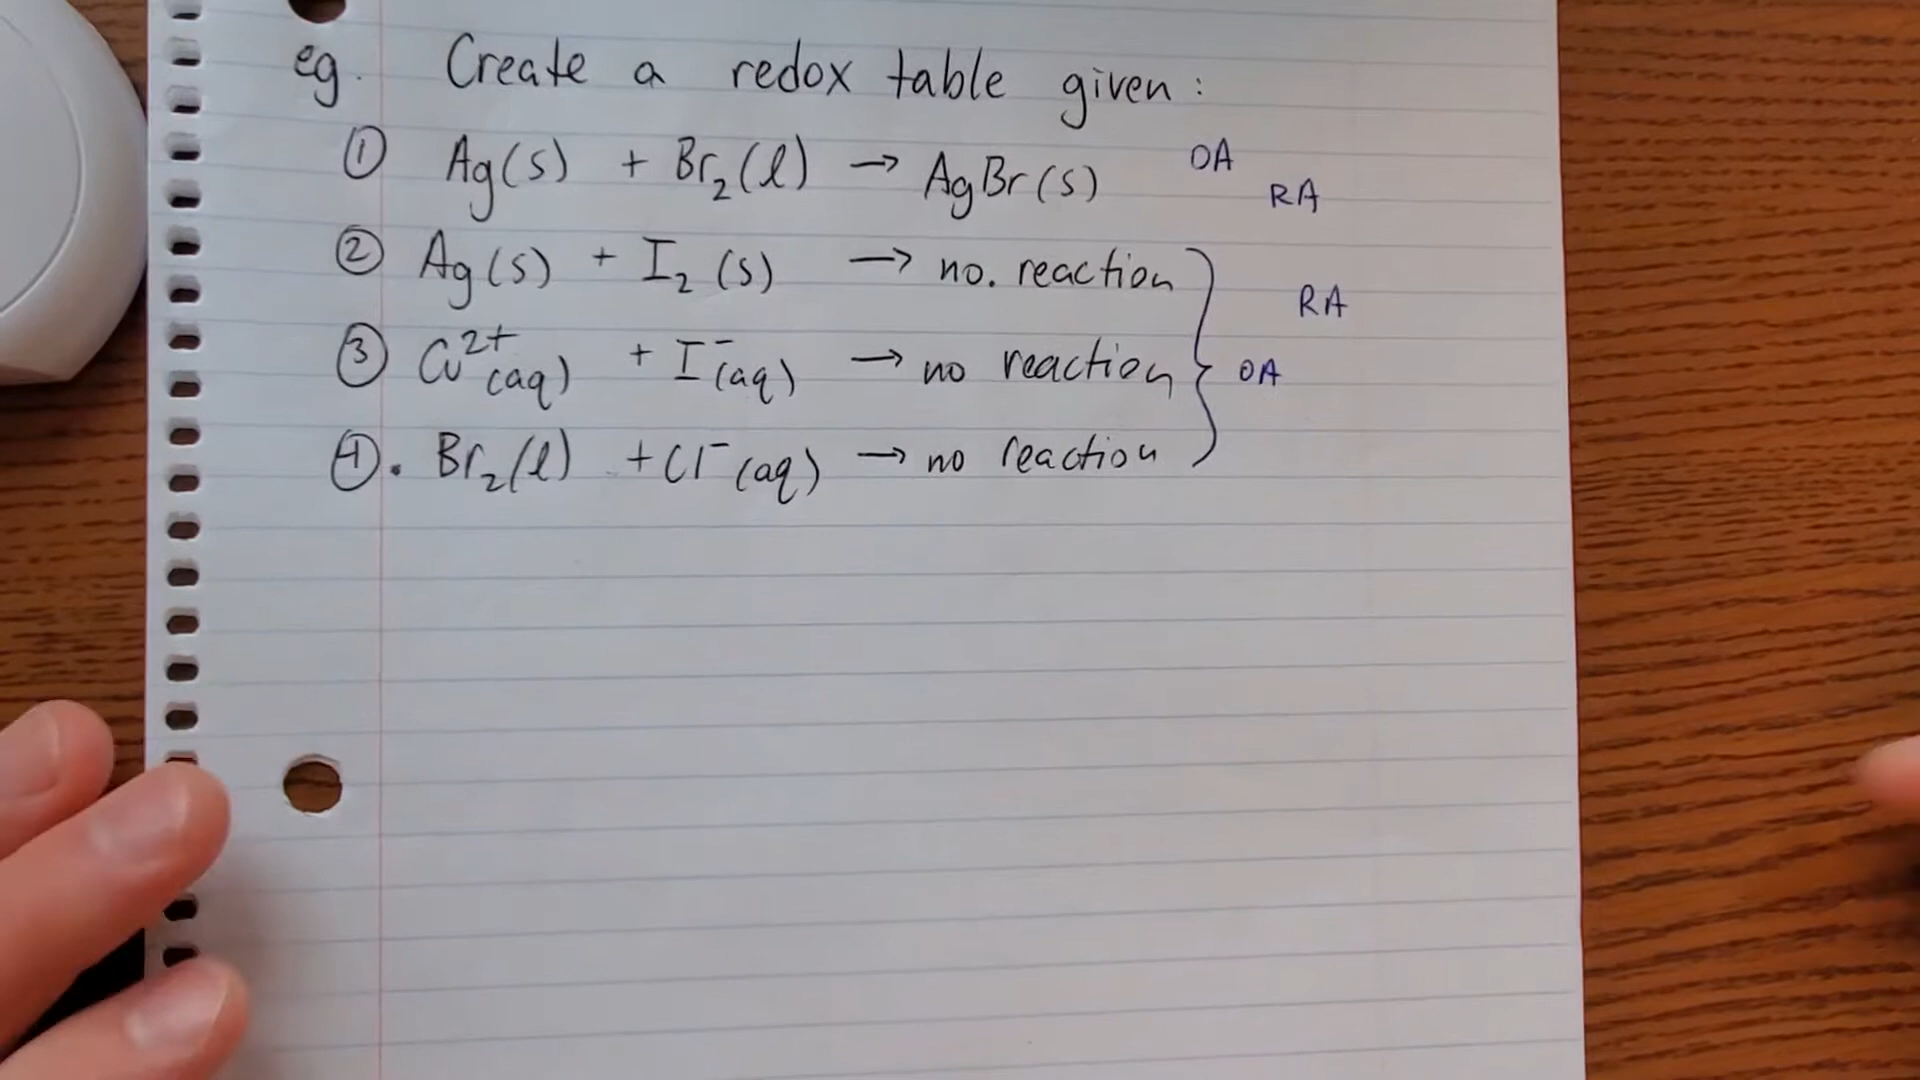 eg. Create a redox table given:
① Ag(s) + Br₂(l) → AgBr(s) OA RA
② Ag(s) + I₂(s) → no. reaction RA
③ Cu²⁺(aq) + I⁻(aq) → no reaction OA
④. Br₂(l) + Cl⁻(aq) → no reaction